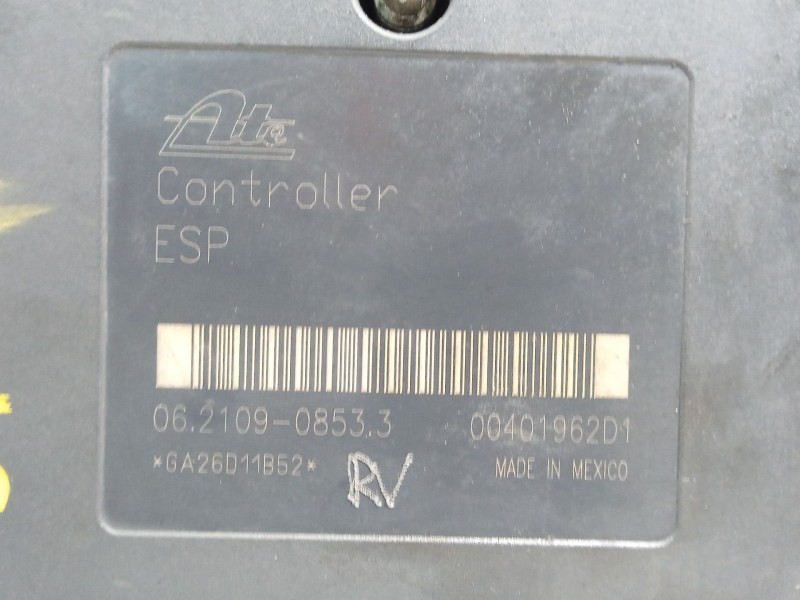 Ate
Controller
ESP
06.2109-0853.3 00401962D1
*GA26D11B52* MADE IN MEXICO
RV